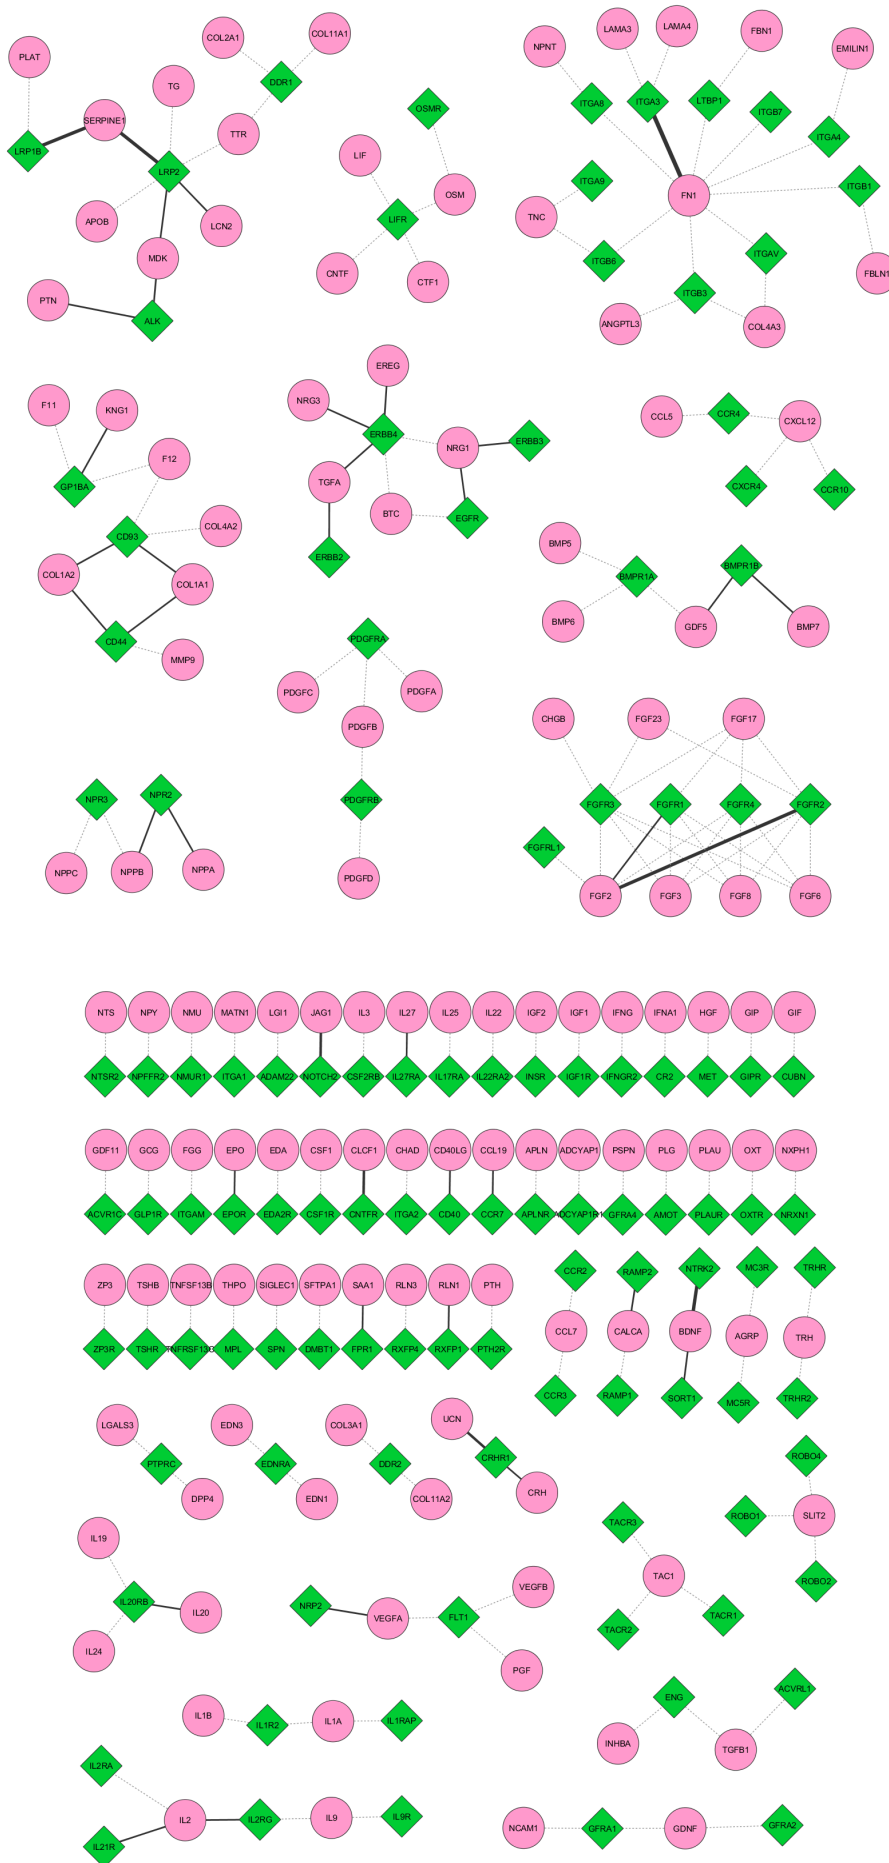 COL2A1
COL11A1
PLAT
TG
DDR1
SERPINE1
TTR
LRP1B
LRP2
APOB
LCN2
MDK
PTN
ALK
OSMR
LIF
OSM
LIFR
CNTF
CTF1
LAMA3
LAMA4
FBN1
NPNT
EMILIN1
ITGA8
ITGA3
LTBP1
ITGB7
ITGA4
ITGA9
FN1
ITGB1
TNC
ITGB6
ITGAV
FBLN1
ITGB3
ANGPTL3
COL4A3
F11
KNG1
F12
GP1BA
CD93
COL4A2
COL1A2
COL1A1
CD44
MMP9
EREG
NRG3
ERBB4
NRG1
ERBB3
TGFA
BTC
EGFR
ERBB2
CCL5
CCR4
CXCL12
CXCR4
CCR10
BMP5
BMPR1A
BMPR1B
BMP6
GDF5
BMP7
PDGFRA
PDGFC
PDGFA
PDGFB
PDGFRB
PDGFD
CHGB
FGF23
FGF17
FGFR3
FGFR1
FGFR4
FGFR2
FGFRL1
FGF2
FGF3
FGF8
FGF6
NPR3
NPR2
NPPC
NPPB
NPPA
NTS NPY NMU MATN1 LGI1 JAG1 IL3 IL27 IL25 IL22 IGF2 IGF1 IFNG IFNA1 HGF GIP GIF
NTSR2 NPFFR2 NMUR1 ITGA1 ADAM22 NOTCH2 CSF2RB IL27RA IL17RA IL22RA2 INSR IGF1R IFNGR2 CR2 MET GIPR CUBN
GDF11 GCG FGG EPO EDA CSF1 CLCF1 CHAD CD40LG CCL19 APLN ADCYAP1 PSPN PLG PLAU OXT NXPH1
ACVR1C GLP1R ITGAM EPOR EDA2R CSF1R CNTFR ITGA2 CD40 CCR7 APLNR ADCYAP1R1 GFRA4 AMOT PLAUR OXTR NRXN1
ZP3 TSHB TNFSF13B THPO SIGLEC1 SFTPA1 SAA1 RLN3 RLN1 PTH
ZP3R TSHR TNFRSF13C MPL SPN DMBT1 FPR1 RXFP4 RXFP1 PTH2R
CCR2 RAMP2 NTRK2 MC3R TRHR
CCL7 CALCA BDNF AGRP TRH
CCR3 RAMP1 SORT1 MC5R TRHR2
LGALS3
PTPRC
DPP4
EDN3
EDNRA
EDN1
COL3A1
DDR2
COL11A2
UCN
CRHR1
CRH
ROBO4
ROBO1
SLIT2
ROBO2
TACR3
TAC1
TACR2
TACR1
IL19
IL20RB
IL20
IL24
NRP2
VEGFA
FLT1
VEGFB
PGF
IL1B
IL1R2
IL1A
IL1RAP
ENG
ACVRL1
INHBA
TGFB1
IL2RA
IL2
IL2RG
IL9
IL9R
IL21R
NCAM1
GFRA1
GDNF
GFRA2